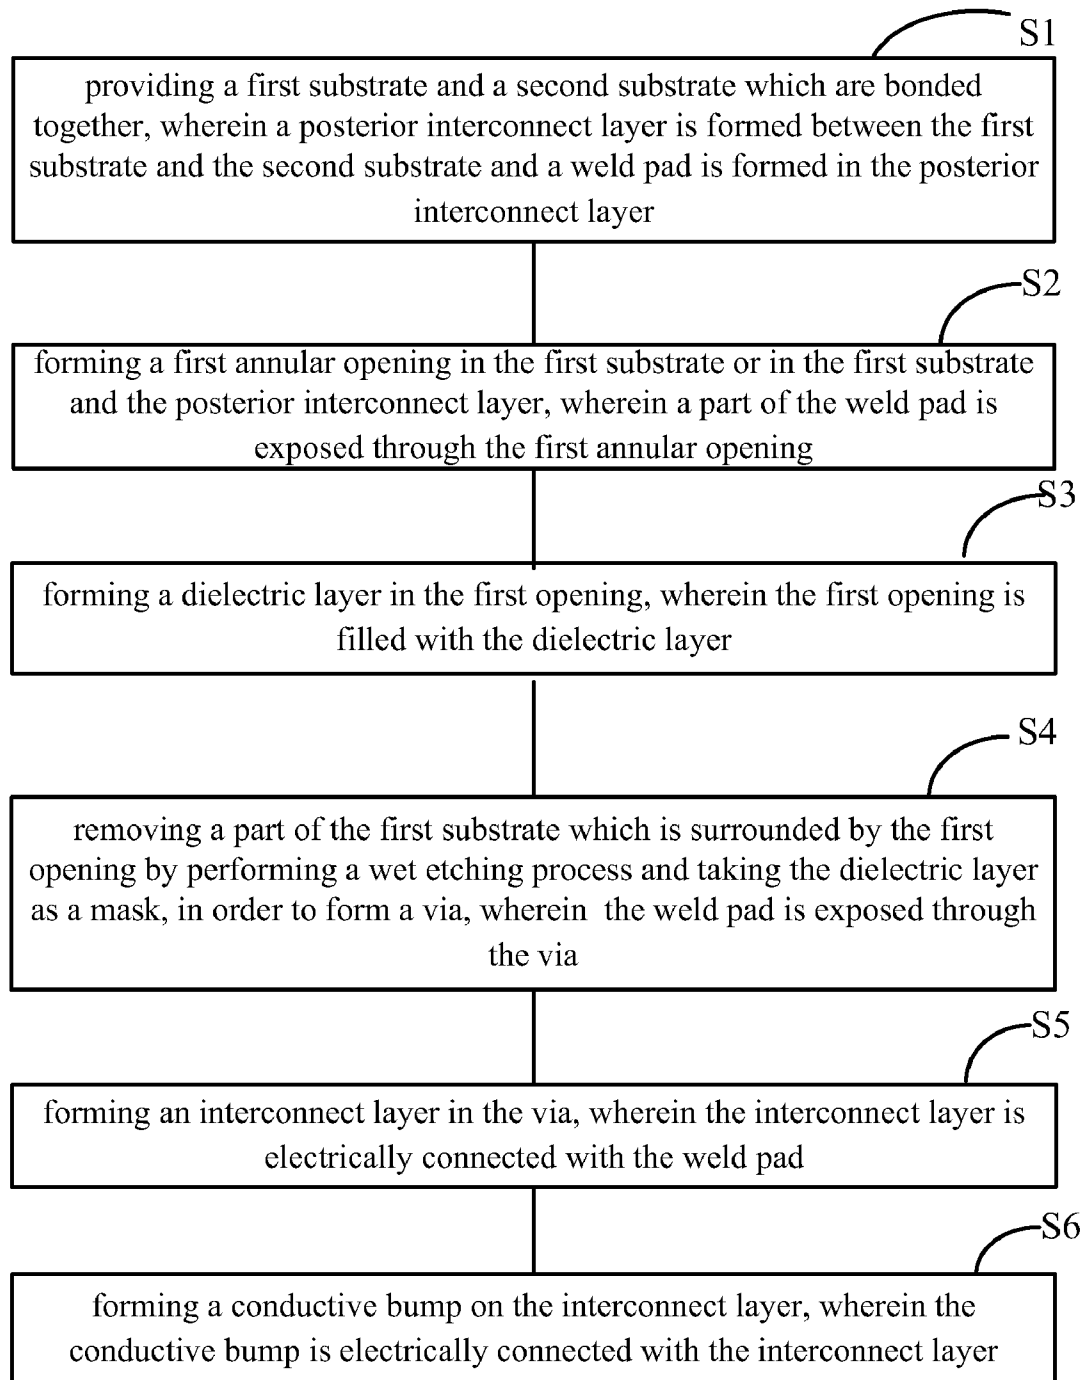 S1
providing a first substrate and a second substrate which are bonded
together, wherein a posterior interconnect layer is formed between the first
substrate and the second substrate and a weld pad is formed in the posterior
interconnect layer
S2
forming a first annular opening in the first substrate or in the first substrate
and the posterior interconnect layer, wherein a part of the weld pad is
exposed through the first annular opening
S3
forming a dielectric layer in the first opening, wherein the first opening is
filled with the dielectric layer
S4
removing a part of the first substrate which is surrounded by the first
opening by performing a wet etching process and taking the dielectric layer
as a mask, in order to form a via, wherein the weld pad is exposed through
the via
S5
forming an interconnect layer in the via, wherein the interconnect layer is
electrically connected with the weld pad
S6
forming a conductive bump on the interconnect layer, wherein the
conductive bump is electrically connected with the interconnect layer